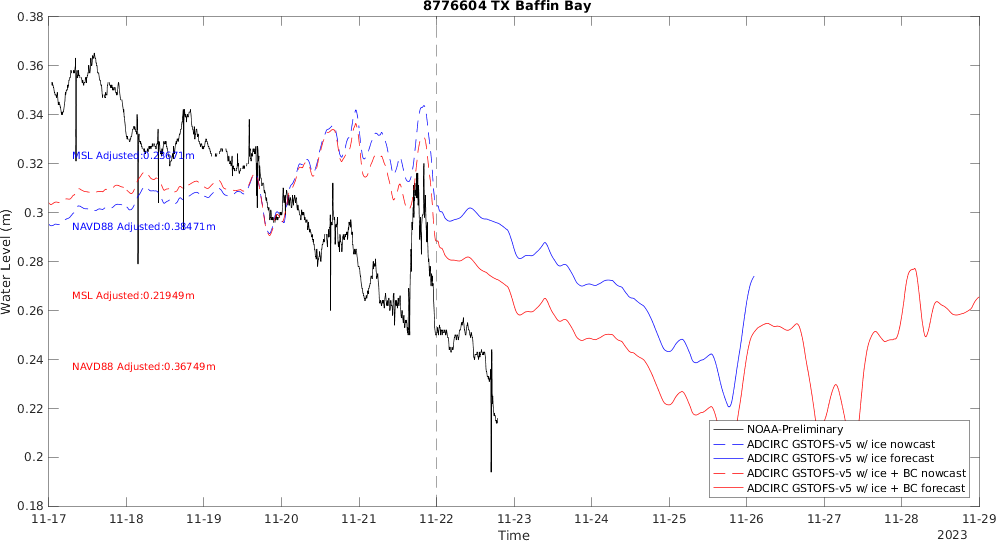 8776604 TX Baffin Bay
0.38
0.36
0.34
0.32
0.3
0.28
0.26
0.24
0.22
0.2
0.18
Water Level (m)
NAVD88 Adjusted:0.38471m
MSL Adjusted:0.21949m
NAVD88 Adjusted:0.36749m
NOAA-Preliminary
ADCIRC GSTOFS-v5 w/ ice nowcast
ADCIRC GSTOFS-v5 w/ ice forecast
ADCIRC GSTOFS-v5 w/ ice + BC nowcast
ADCIRC GSTOFS-v5 w/ ice + BC forecast
11-17 11-18 11-19 11-20 11-21 11-22 11-23 11-24 11-25 11-26 11-27 11-28 11-29
Time
2023
MSL Adjusted: